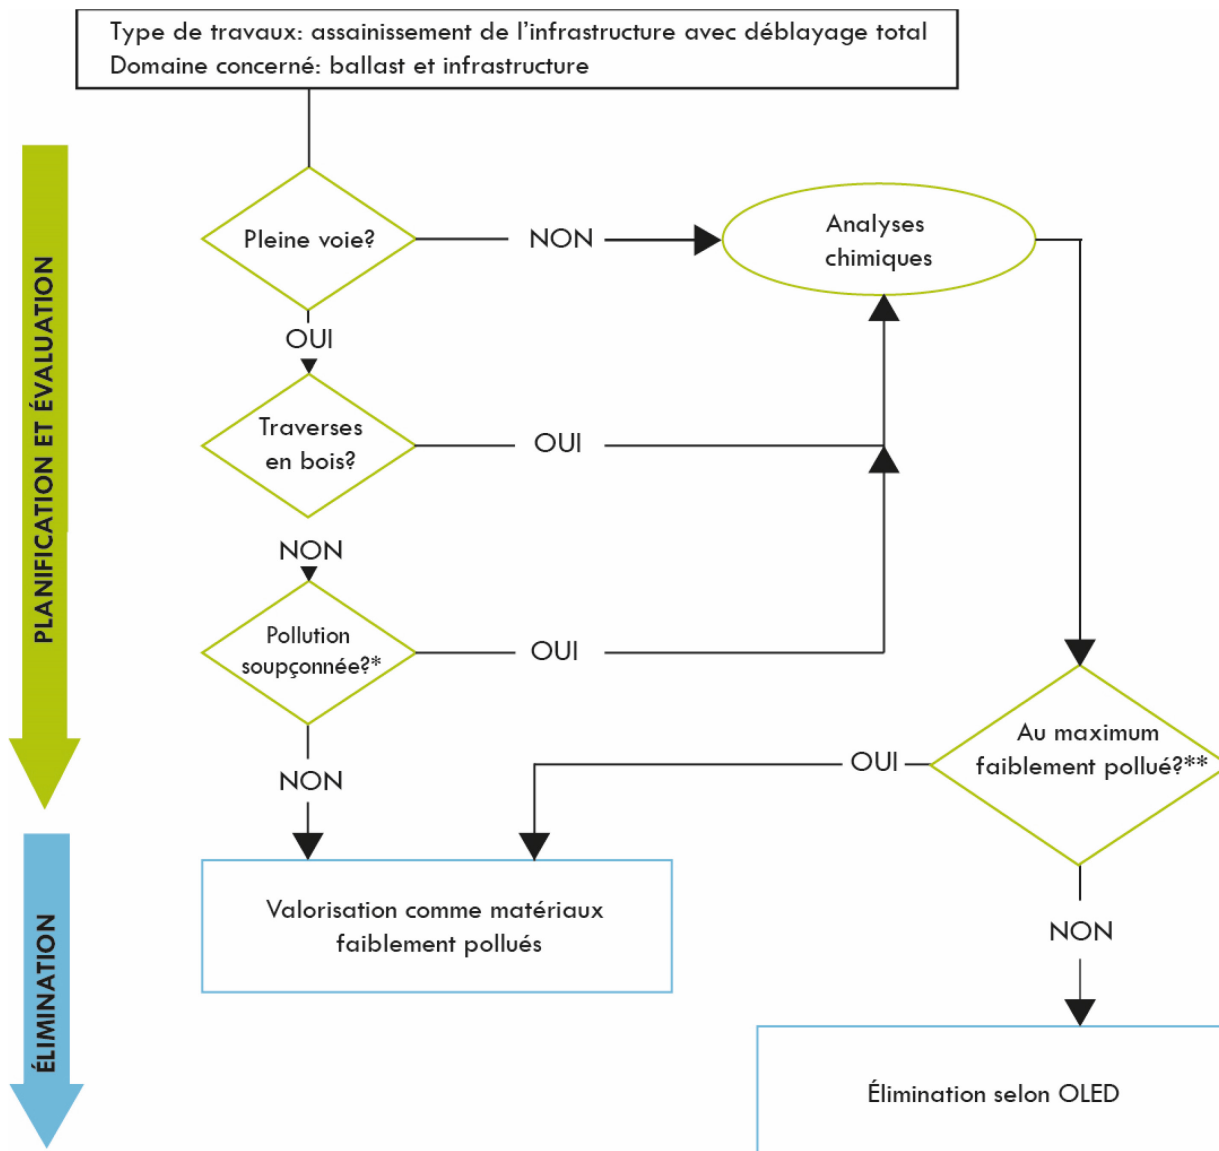 Type de travaux: assainissement de l'infrastructure avec déblayage total
Domaine concerné: ballast et infrastructure
PLANIFICATION ET ÉVALUATION
Pleine voie?
NON
Analyses
chimiques
OUI
Traverses
en bois?
OUI
NON
Pollution
soupçonnée?*
OUI
NON
Au maximum
faiblement pollué?**
OUI
NON
ÉLIMINATION
Valorisation comme matériaux
faiblement pollués
Élimination selon OLED